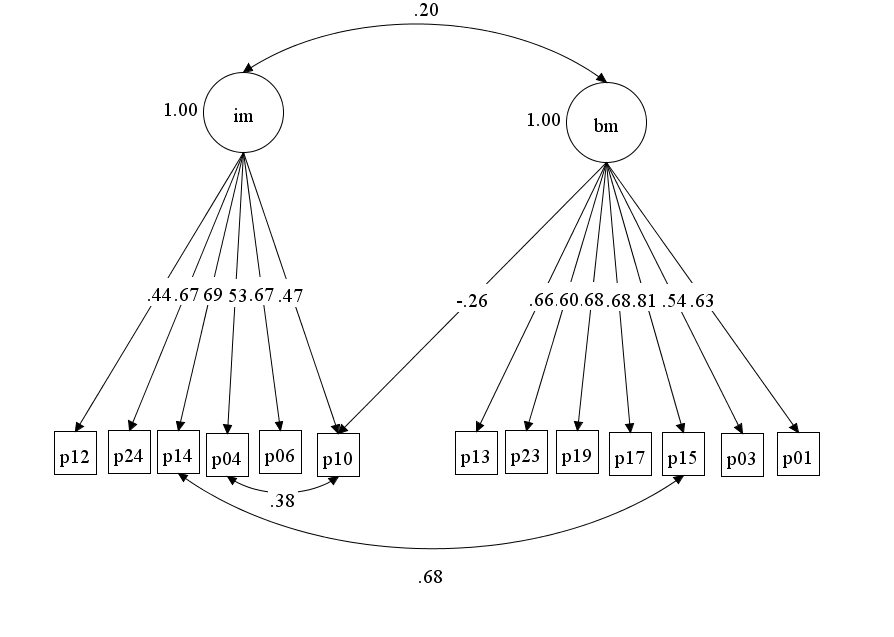 .20
1.00
im
1.00
bm
.44 .67 69 53 .67 .47
-.26
.66 .60 .68 .68 .81 .54 .63
p12 p24 p14 p04 p06 p10
p13 p23 p19 p17 p15 p03 p01
.38
.68